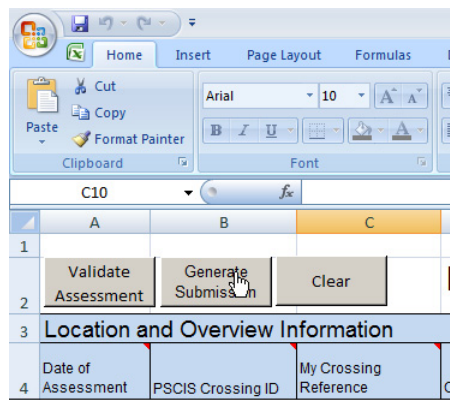 Home Insert Page Layout Formulas
Cut
Copy
Format Painter
Paste
Clipboard
Arial 10 A A
B I U A
Font
C10 fx
A B C
1
Validate Assessment
Generate Submission
Clear
2
3 Location and Overview Information
Date of Assessment
PSCIS Crossing ID
My Crossing Reference
4